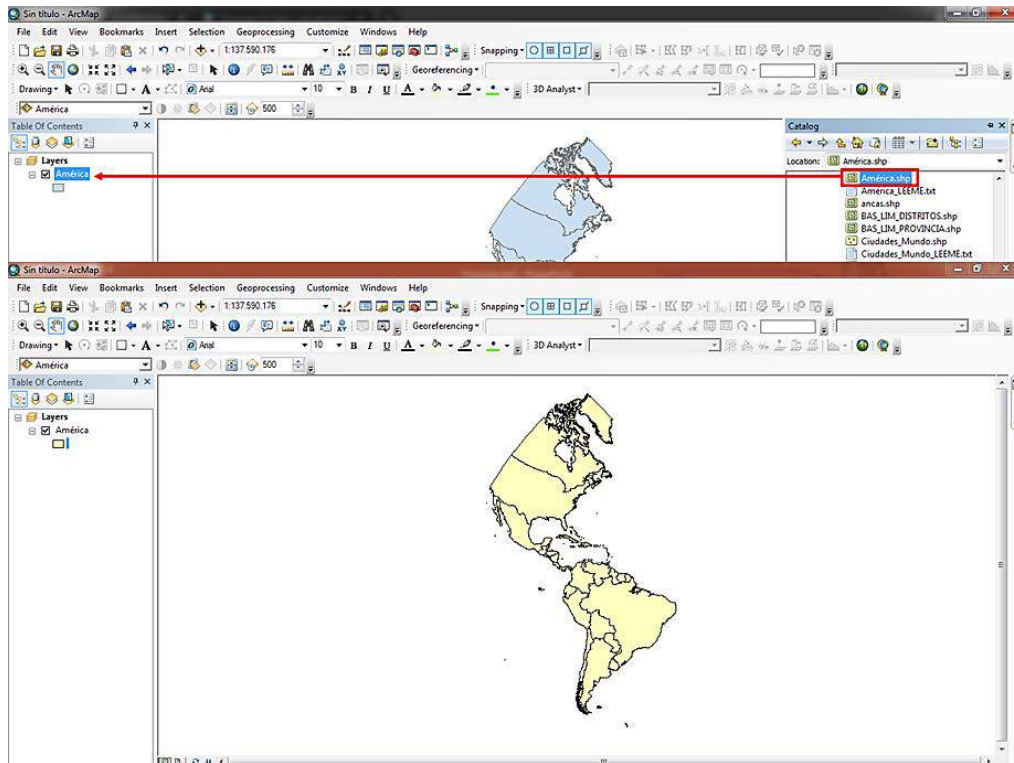 Sin título - ArcMap
File Edit View Bookmarks Insert Selection Geoprocessing Customize Windows Help
1:137.590.176
Snapping
Georeferencing
Drawing A Arial 10 B I U A 3D Analyst
América 500
Table Of Contents
Layers
América
Catalog
Location: América.shp
América.shp
América_LEEME.txt
ancas.shp
BAS_LIM_DISTRITOS.shp
BAS_LIM_PROVINCIA.shp
Ciudades_Mundo.shp
Ciudades_Mundo_LEEME.txt
Sin título - ArcMap
File Edit View Bookmarks Insert Selection Geoprocessing Customize Windows Help
1:137.590.176
Snapping
Georeferencing
Drawing A Arial 10 B I U A 3D Analyst
América 500
Table Of Contents
Layers
América